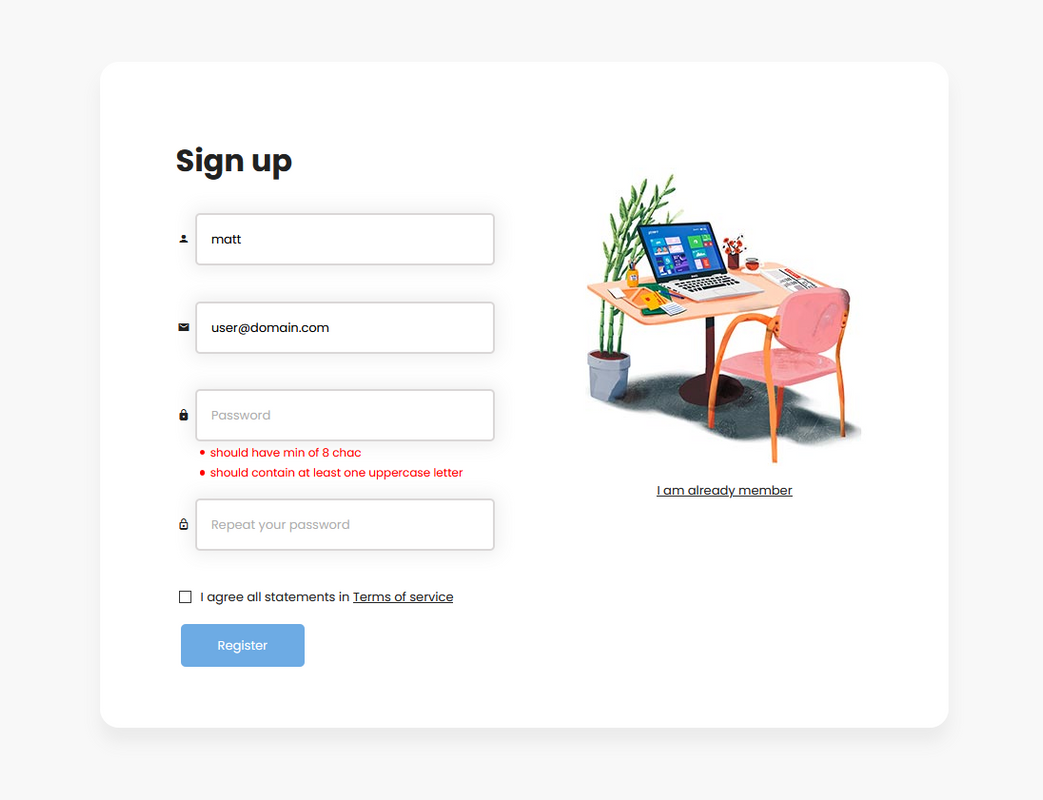 Sign up
matt
user@domain.com
Password
should have min of 8 chac
should contain at least one uppercase letter
Repeat your password
I agree all statements in Terms of service
Register
I am already member